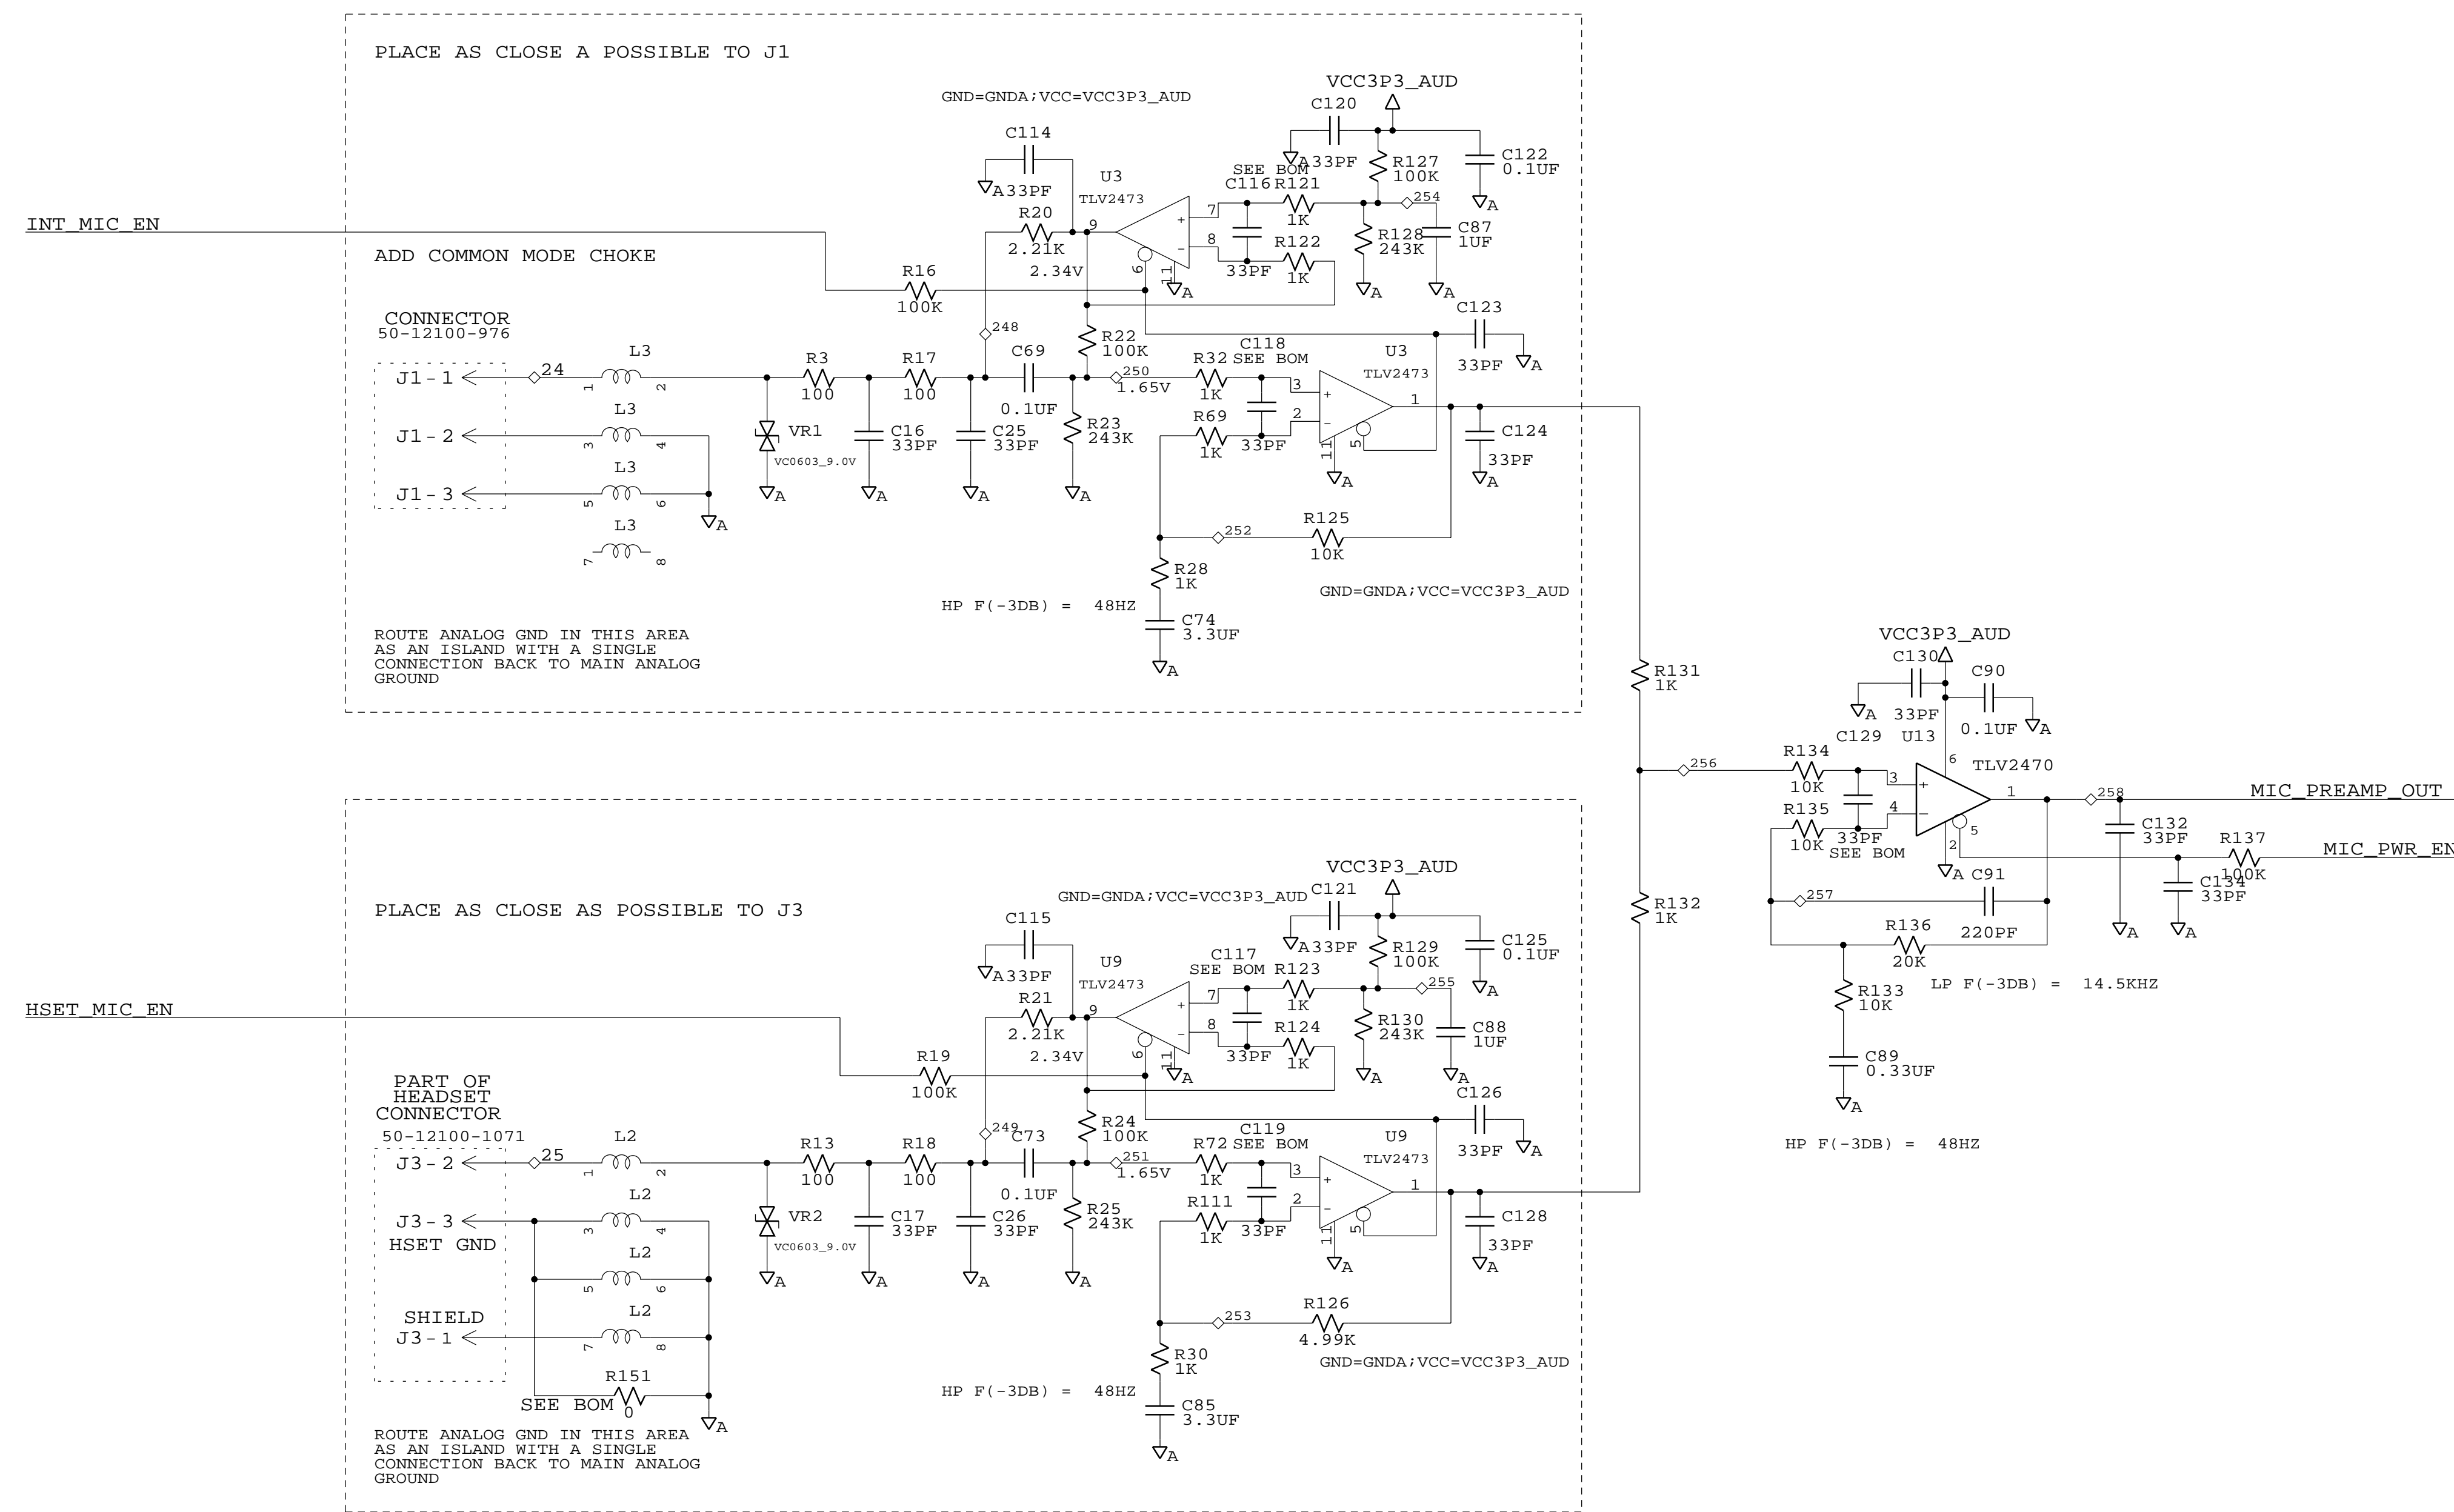 PLACE AS CLOSE A POSSIBLE TO J1
VCC3P3_AUD
GND=GNDA;VCC=VCC3P3_AUD
C120
C114
C122
0.1UF
A33PF
SEE BOM
R127
100K
U3
A33PF
TLV2473
C116
R121
254
R20
7
1K
A
INT_MIC_EN
9
+
R128
243K
C87
1UF
2.21K
8
-
R122
ADD COMMON MODE CHOKE
R16
2.34V
6
11
33PF
1K
A
A
A
100K
C123
CONNECTOR
50-12100-976
248
R22
100K
33PF
A
L3
C69
R32
C118
SEE BOM
U3
TLV2473
J1-1
24
1
2
R3
100
R17
100
0.1UF
250
1.65V
1K
3
+
1
L3
R69
2
-
J1-2
3
4
VR1
VC0603_9.0V
C16
33PF
C25
33PF
R23
243K
1K
33PF
11
5
C124
33PF
L3
J1-3
5
6
A
A
A
A
A
A
A
L3
7
8
252
R125
10K
R28
1K
GND=GNDA;VCC=VCC3P3_AUD
HP F(-3DB) = 48HZ
C74
3.3UF
A
ROUTE ANALOG GND IN THIS AREA
AS AN ISLAND WITH A SINGLE
CONNECTION BACK TO MAIN ANALOG
GROUND
R131
1K
VCC3P3_AUD
C130
C90
A
33PF
0.1UF
A
C129
U13
R134
256
10K
3
+
6
TLV2470
1
258
MIC_PREAMP_OUT
R135
4
-
10K
33PF
SEE BOM
2
5
C132
33PF
R137
100K
MIC_PWR_EN
A
C91
C134
33PF
257
220PF
A
A
R136
20K
R133
10K
LP F(-3DB) = 14.5KHZ
C89
0.33UF
A
HP F(-3DB) = 48HZ
R132
1K
PLACE AS CLOSE AS POSSIBLE TO J3
VCC3P3_AUD
GND=GNDA;VCC=VCC3P3_AUD
C121
C115
C125
0.1UF
A33PF
R129
100K
U9
C117
SEE BOM
R123
A33PF
TLV2473
255
A
R21
7
1K
HSET_MIC_EN
9
+
R130
243K
C88
1UF
2.21K
8
-
R124
R19
2.34V
6
11
33PF
1K
A
A
A
100K
C126
PART OF
HEADSET
CONNECTOR
50-12100-1071
249
R24
100K
33PF
A
L2
C73
R72
C119
SEE BOM
U9
TLV2473
J3-2
25
1
2
R13
100
R18
100
0.1UF
251
1.65V
1K
3
+
1
L2
R111
2
-
J3-3
3
4
VR2
VC0603_9.0V
C17
33PF
C26
33PF
R25
243K
1K
33PF
11
5
C128
33PF
HSET GND
L2
5
6
A
A
A
A
A
A
SHIELD
L2
J3-1
7
8
253
R126
4.99K
R30
1K
GND=GNDA;VCC=VCC3P3_AUD
R151
SEE BOM
0
A
HP F(-3DB) = 48HZ
C85
3.3UF
A
ROUTE ANALOG GND IN THIS AREA
AS AN ISLAND WITH A SINGLE
CONNECTION BACK TO MAIN ANALOG
GROUND